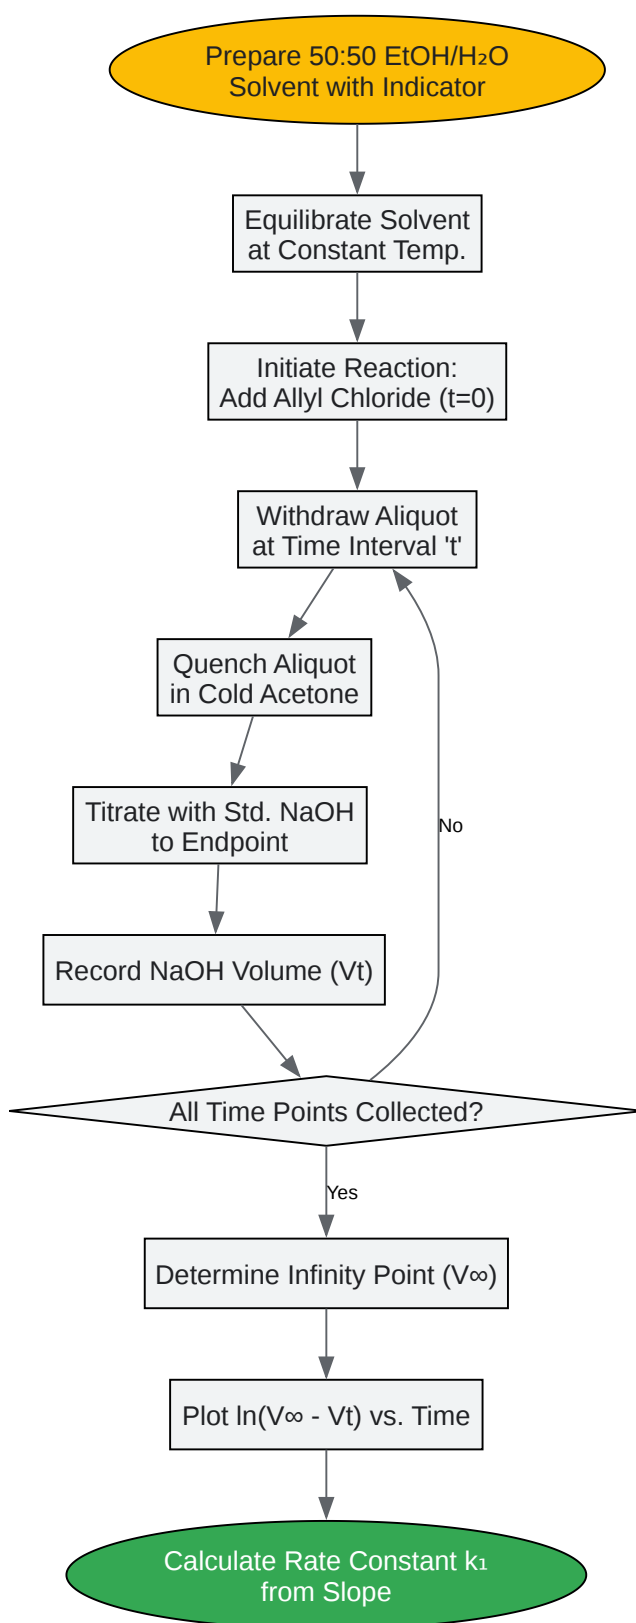 Prepare 50:50 EtOH/H₂O
Solvent with Indicator
Equilibrate Solvent
at Constant Temp.
Initiate Reaction:
Add Allyl Chloride (t=0)
Withdraw Aliquot
at Time Interval 't'
Quench Aliquot
in Cold Acetone
Titrate with Std. NaOH
to Endpoint
No
Record NaOH Volume (Vt)
All Time Points Collected?
Yes
Determine Infinity Point (V∞)
Plot ln(V∞ - Vt) vs. Time
Calculate Rate Constant k₁
from Slope